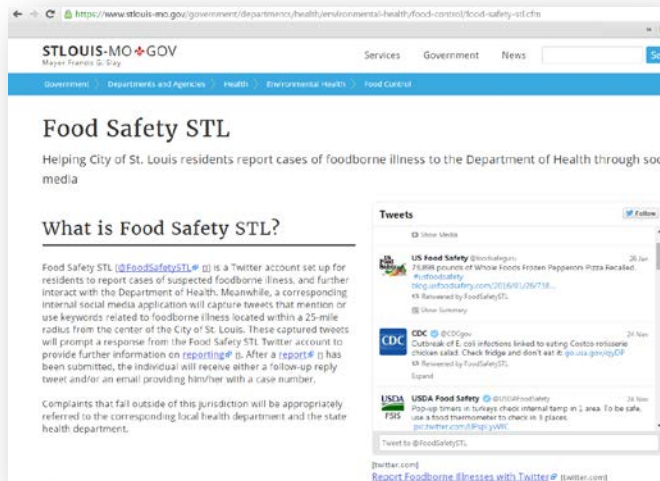 https://www.stlouis-mo.gov/government/departments/health/environmental-health/food-control/food-safety-stl.cfm
STLOUIS-MO GOV
Mayor Francis G. Slay
Services Government News
Government Departments and Agencies Health Environmental Health Food Control
Food Safety STL
Helping City of St. Louis residents report cases of foodborne illness to the Department of Health through soc
media
What is Food Safety STL?
Food Safety STL (@FoodSafetySTL) is a Twitter account set up for
residents to report cases of suspected foodborne illness, and further
interact with the Department of Health. Meanwhile, a corresponding
internal social media application will capture tweets that mention or
use keywords related to foodborne illness located within a 25-mile
radius from the center of the City of St. Louis. These captured tweets
will prompt a response from the Food Safety STL Twitter account to
provide further information on reporting. After a report has
been submitted, the individual will receive either a follow-up reply
tweet and/or an email providing him/her with a case number.
Complaints that fall outside of this jurisdiction will be appropriately
referred to the corresponding local health department and the state
health department.
Tweets Follow
Show Media
US Food Safety @foodsafeguru 28 Jan
Pounds of Whole Foods Frozen Pepperoni Pizza Recalled.
#usfoodsafety
Retweeted by FoodSafetySTL
Show Summary
CDC @CDCgov 24 Nov
Outbreak of E. coli infections linked to eating Costco rotisserie
chicken salad. Check fridge and don't eat it:
Retweeted by FoodSafetySTL
Expand
USDA Food Safety @USDAFoodSafety 24 Nov
Pop-up timers in turkeys check internal temp in 1 area. To be safe,
use a food thermometer to check in 3 places.
Tweet to @FoodSafetySTL
[twitter.com]
Report Foodborne Illnesses with Twitter [twitter.com]